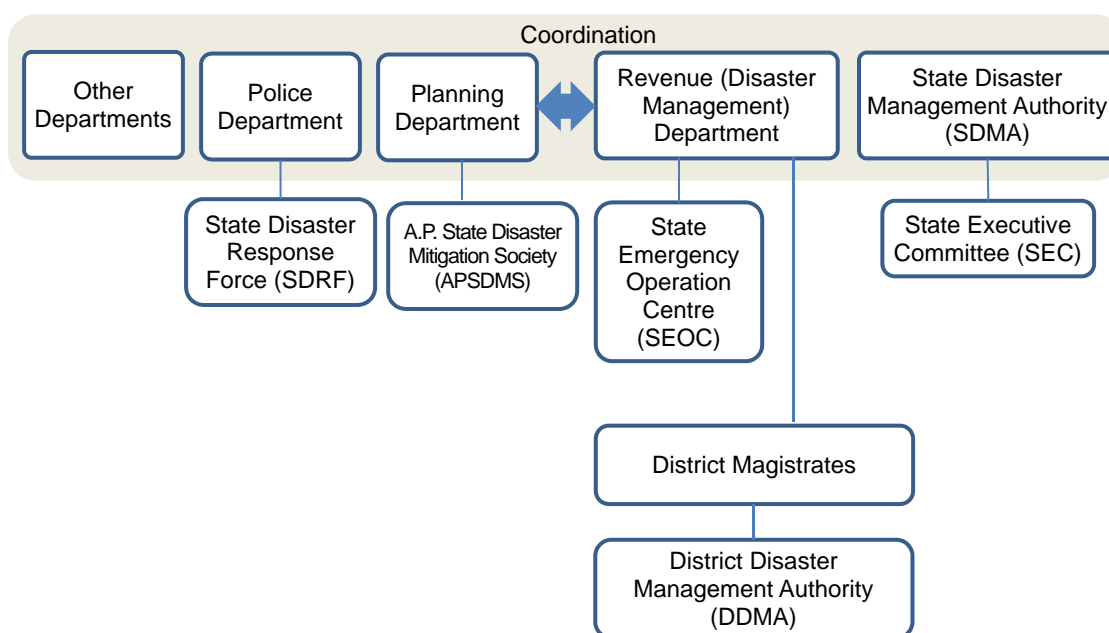 Coordination
Other
Departments
Police
Department
Planning
Department
Revenue (Disaster
Management)
Department
State Disaster
Management Authority
(SDMA)
State Disaster
Response
Force (SDRF)
A.P. State Disaster
Mitigation Society
(APSDMS)
State
Emergency
Operation
Centre
(SEOC)
State Executive
Committee (SEC)
District Magistrates
District Disaster
Management Authority
(DDMA)